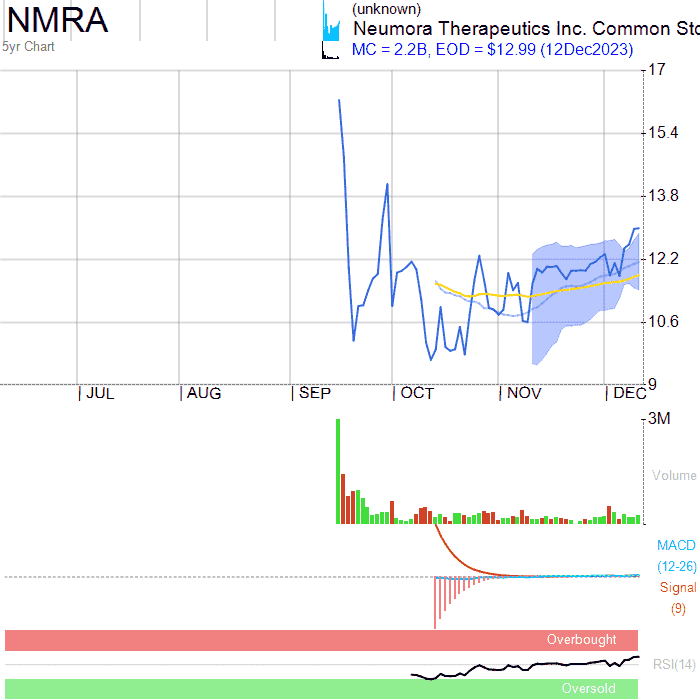 NMRA
5yr Chart
(unknown)
Neumora Therapeutics Inc. Common Sto
MC = 2.2B, EOD = $12.99 (12Dec2023)
17
15.4
13.8
12.2
10.6
9
JUL
AUG
SEP
OCT
NOV
DEC
3M
Volume
MACD
(12-26)
Signal
(9)
Overbought
RSI(14)
Oversold